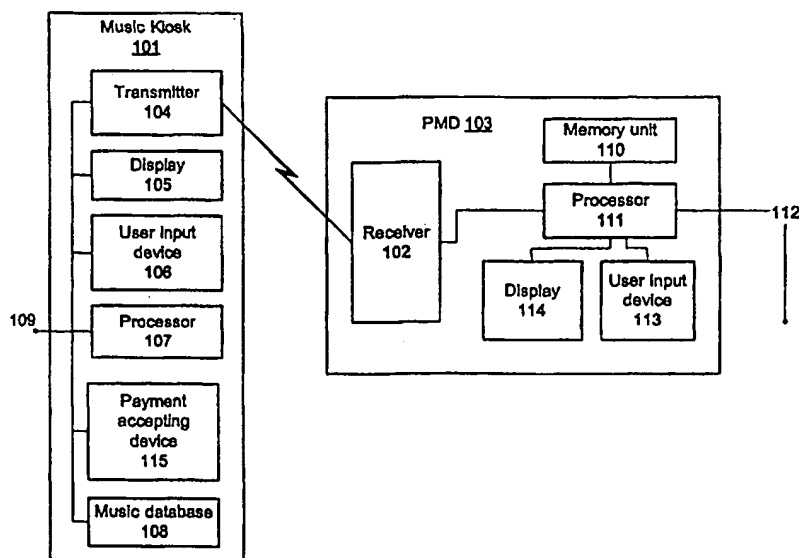 Music Kiosk
101
Transmitter
104
Display
105
User input
device
106
109
Processor
107
Payment
accepting
device
115
Music database
108
PMD 103
Memory unit
110
Processor
111
112
Receiver
102
Display
114
User input
device
113